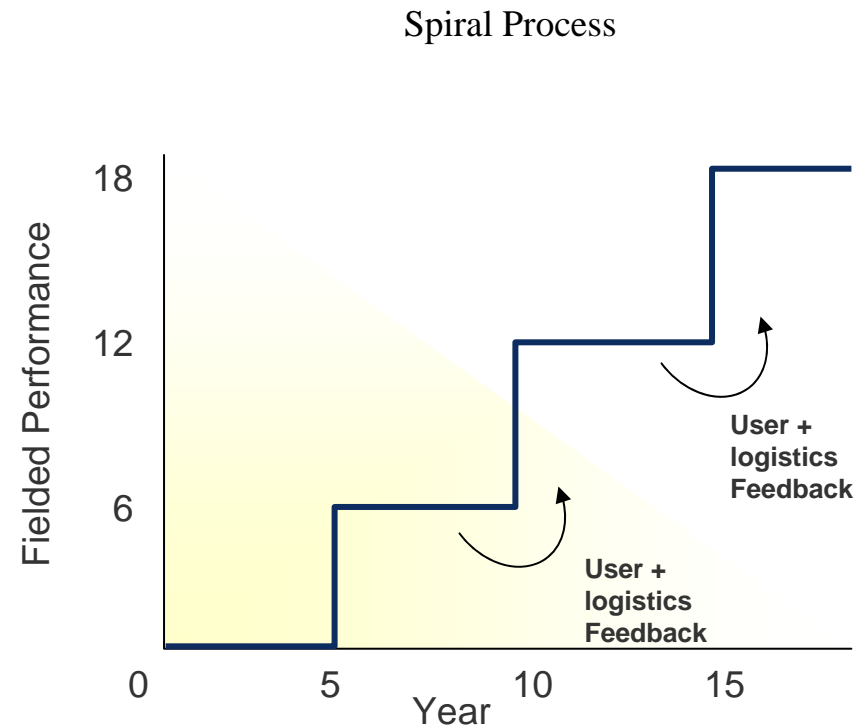 Spiral Process
18
12
6
Fielded Performance
User +
logistics
Feedback
User +
logistics
Feedback
0 5 10 15
Year